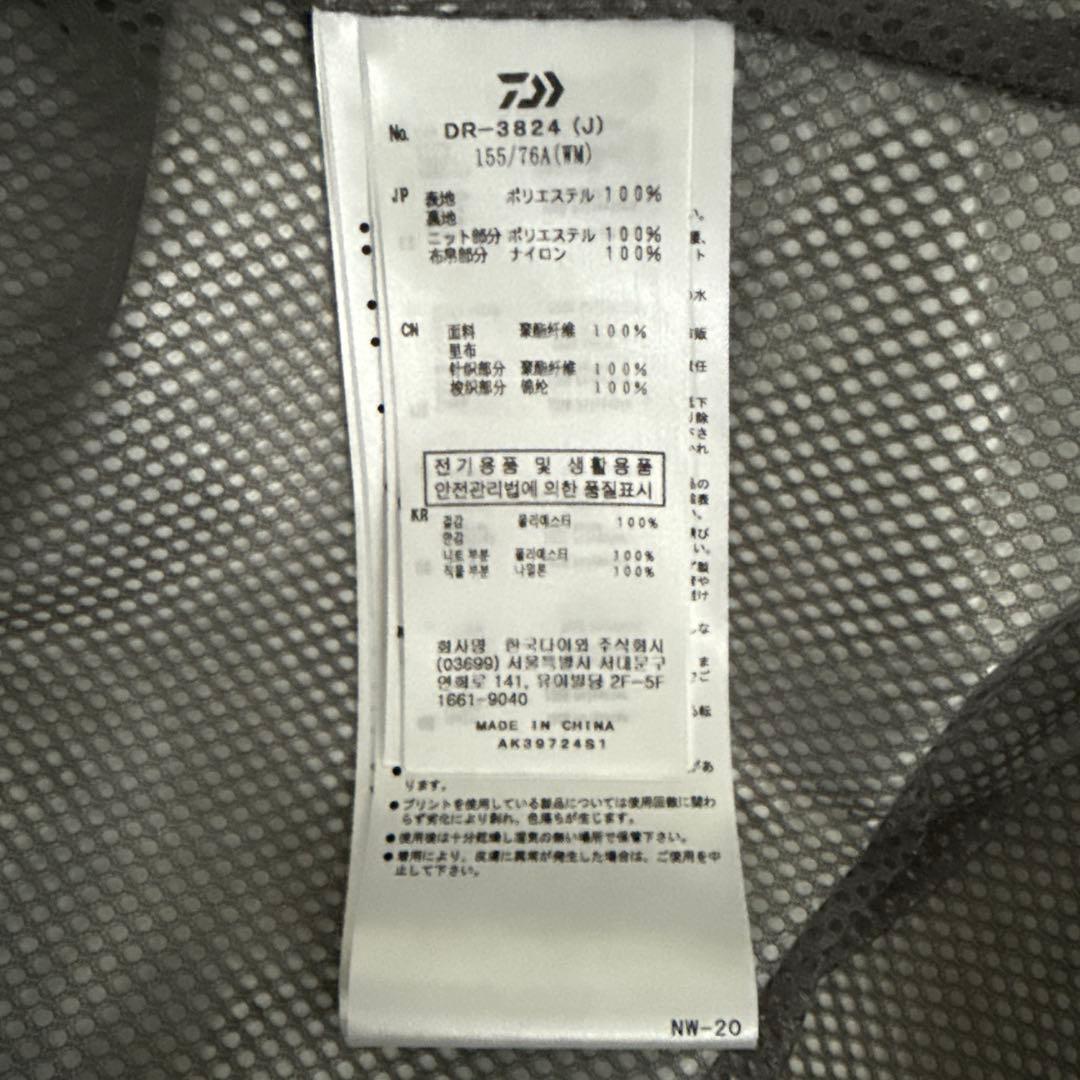 No. DR-3824 (J)
155/76A(WM)
JP 表地 ポリエステル 100%
裏地
ニット部分 ポリエステル 100%
布帛部分 ナイロン 100%
CN 面料 聚酯纤维 100%
里布
针织部分 聚酯纤维 100%
梭织部分 锦纶 100%
전기용품 및 생활용품
안전관리법에 의한 품질표시
KR 겉감 폴리에스터 100%
안감
니트 부분 폴리에스터 100%
직물 부분 나일론 100%
회사명 한국다이와 주식회사
(03699) 서울특별시 서대문구
연희로 141, 유이빌딩 2F-5F
1661-9040
MADE IN CHINA
AK39724S1
ります。
●プリントを使用している製品については使用回数に関わ
らず劣化により剥れ、色落ちが生じます。
●使用後は十分乾燥し湿気の無い場所で保管下さい。
●着用により、皮膚に異常が発生した場合は、ご使用を中
止して下さい。
NW-20